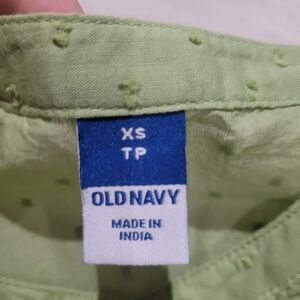 XS
TP
OLD NAVY
MADE IN
INDIA